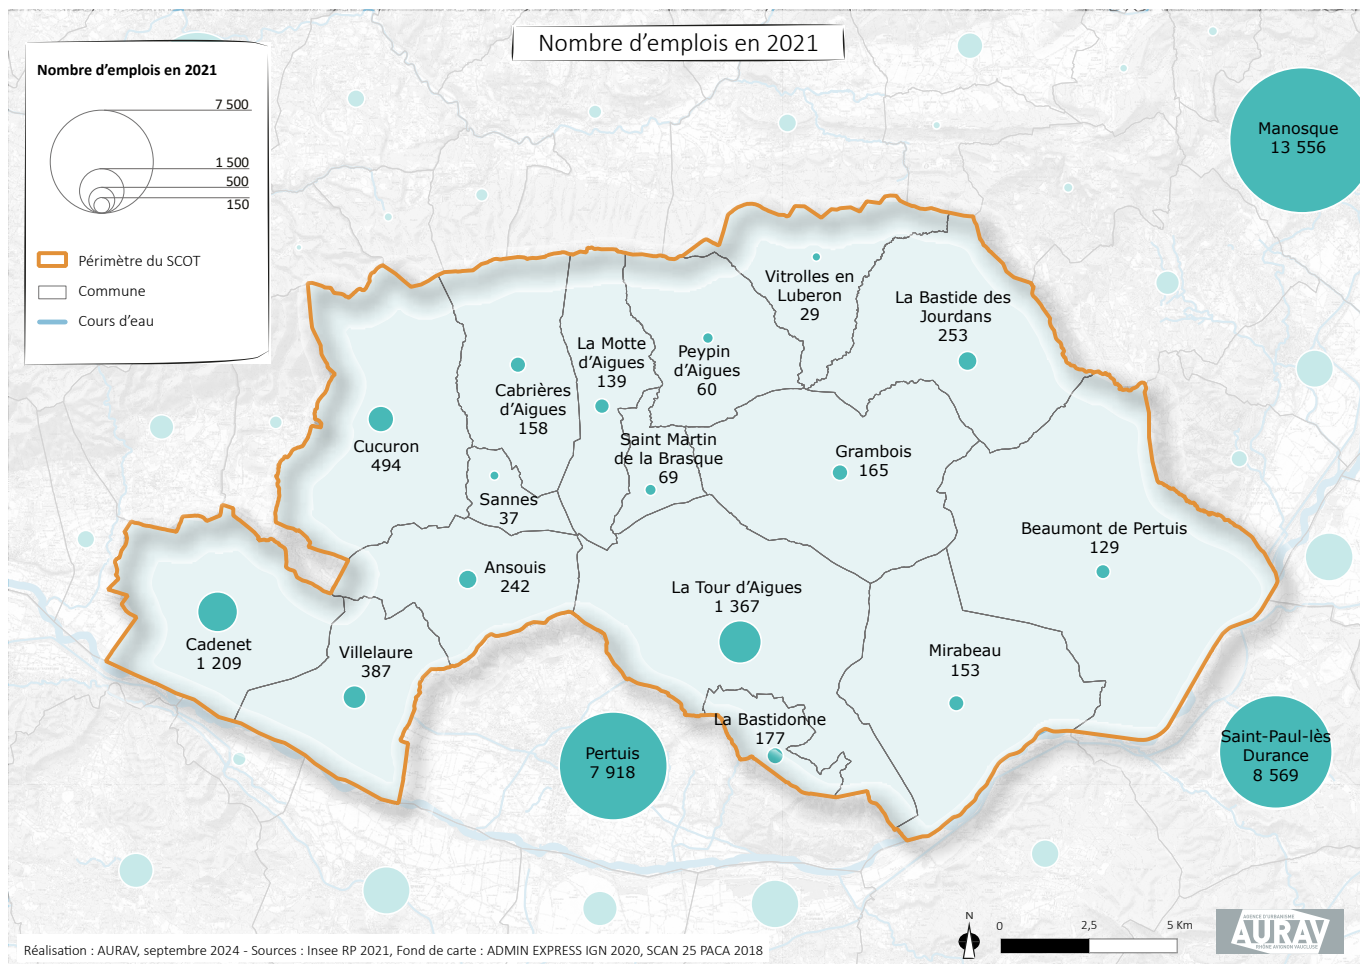 Nombre d'emplois en 2021
Nombre d'emplois en 2021
7 500
1 500
500
150
Périmètre du SCOT
Commune
Cours d'eau
Manosque
13 556
Vitrolles en
Luberon
29
La Bastide des
Jourdans
253
La Motte
d'Aigues
139
Peypin
d'Aigues
60
Cabrières
d'Aigues
158
Cucuron
494
Saint Martin
de la Brasque
69
Grambois
165
Sannes
37
Beaumont de Pertuis
129
Ansouis
242
La Tour d'Aigues
1 367
Cadenet
1 209
Villelaure
387
Mirabeau
153
La Bastidonne
177
Pertuis
7 918
Saint-Paul-lès
Durance
8 569
N
0 2,5 5 Km
AGENCE D'URBANISME
AURAV
RHÔNE AVIGNON VAUCLUSE
Réalisation : AURAV, septembre 2024 - Sources : Insee RP 2021, Fond de carte : ADMIN EXPRESS IGN 2020, SCAN 25 PACA 2018